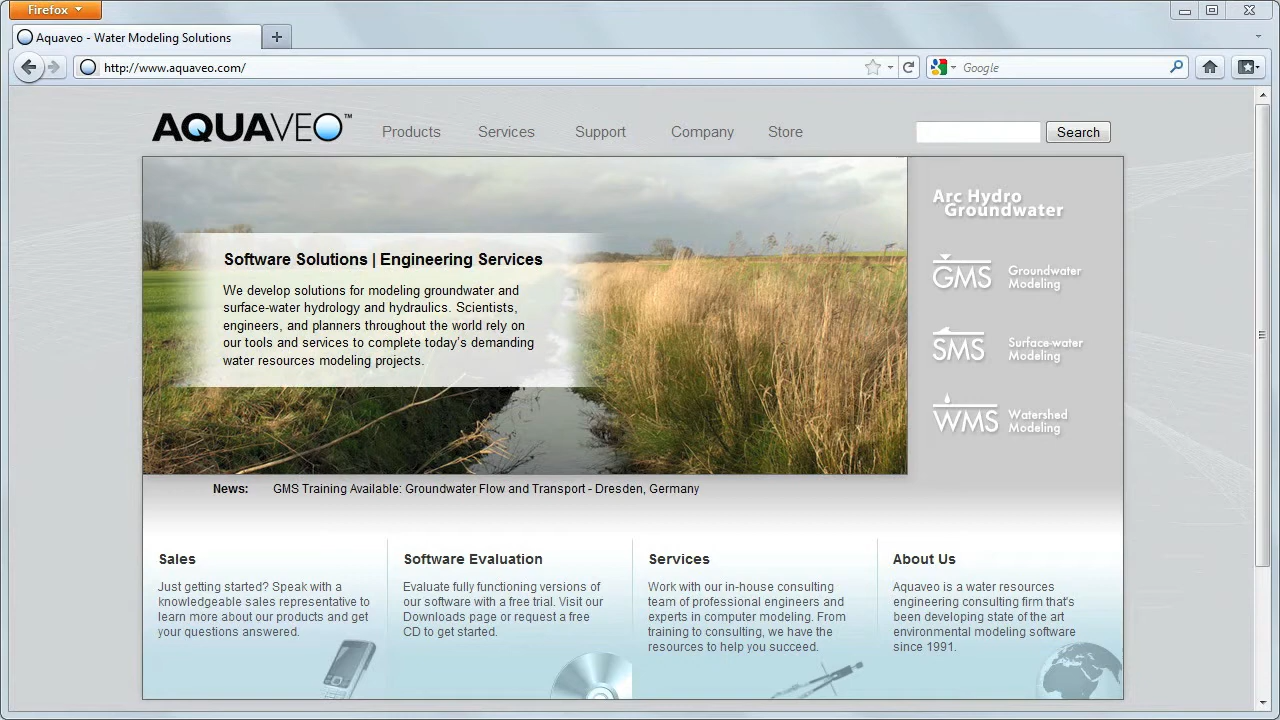 Firefox
Aquaveo - Water Modeling Solutions
http://www.aquaveo.com/
Google
AQUAVEO™
Products
Services
Support
Company
Store
Search
Arc Hydro
Groundwater
Software Solutions | Engineering Services
We develop solutions for modeling groundwater and
surface-water hydrology and hydraulics. Scientists,
engineers, and planners throughout the world rely on
our tools and services to complete today's demanding
water resources modeling projects.
GMS
Groundwater
Modeling
SMS
Surface-water
Modeling
WMS
Watershed
Modeling
News: GMS Training Available: Groundwater Flow and Transport - Dresden, Germany
Sales
Just getting started? Speak with a
knowledgeable sales representative to
learn more about our products and get
your questions answered.
Software Evaluation
Evaluate fully functioning versions of
our software with a free trial. Visit our
Downloads page or request a free
CD to get started.
Services
Work with our in-house consulting
team of professional engineers and
experts in computer modeling. From
training to consulting, we have the
resources to help you succeed.
About Us
Aquaveo is a water resources
engineering consulting firm that's
been developing state of the art
environmental modeling software
since 1991.